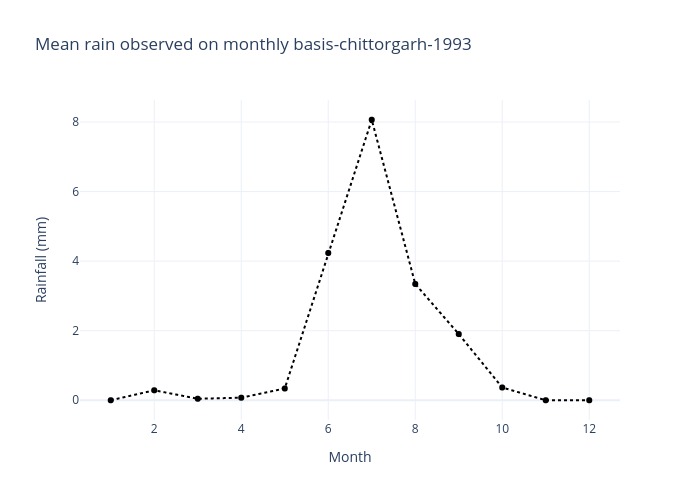 Mean rain observed on monthly basis-chittorgarh-1993
Rainfall (mm)
8
6
4
2
0
2 4 6 8 10 12
Month